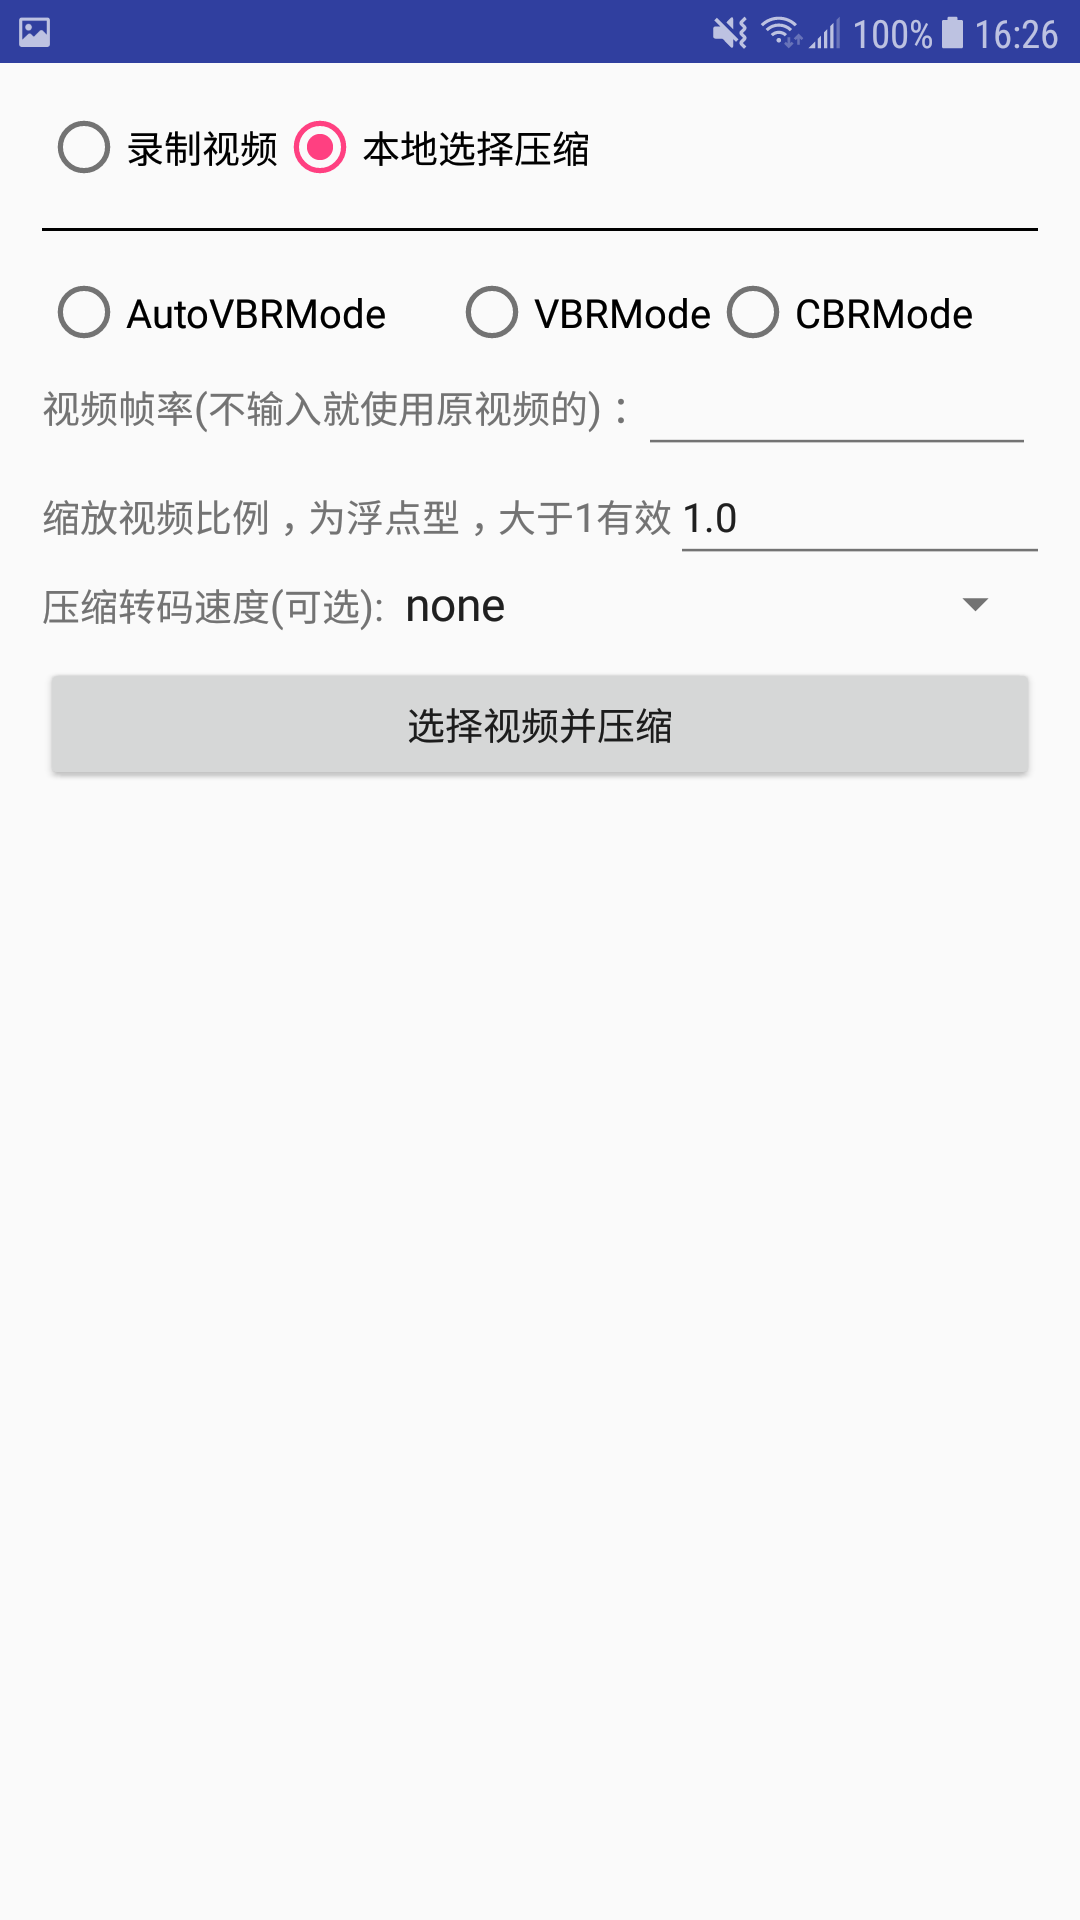 100% 16:26
录制视频 本地选择压缩
AutoVBRMode VBRMode CBRMode
视频帧率(不输入就使用原视频的)：
缩放视频比例，为浮点型，大于1有效 1.0
压缩转码速度(可选): none
选择视频并压缩